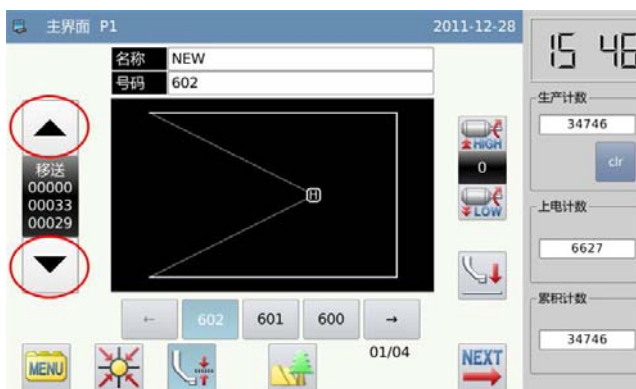 主界面 P1 2011-12-28
15 46
名称 NEW
号码 602
移送
00000
00033
00029
H
HIGH
0
LOW
生产计数
34746
clr
上电计数
6627
累积计数
34746
← 602 601 600 →
01/04
MENU
NEXT